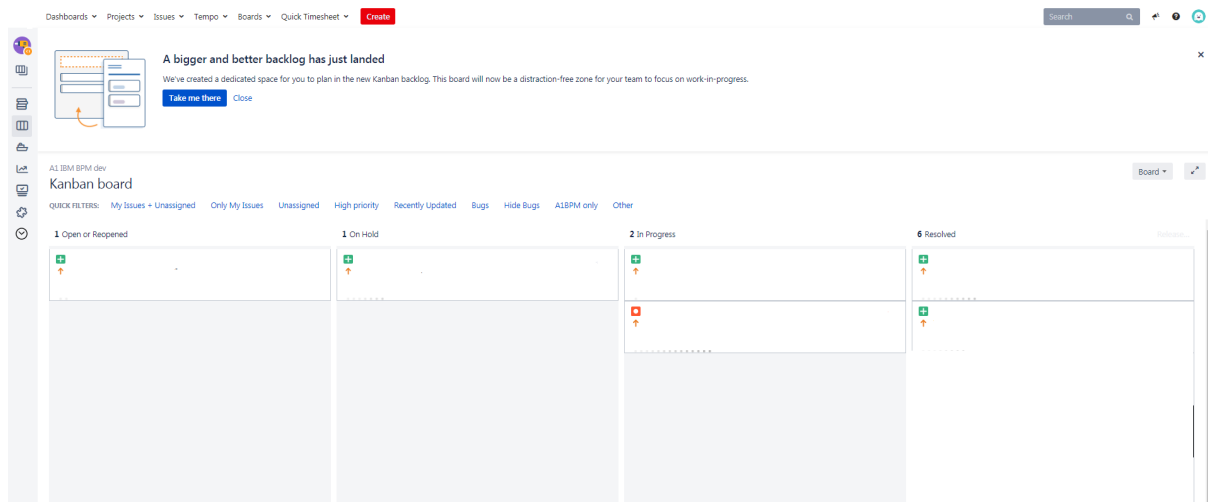 Dashboards Projects Issues Tempo Boards Quick Timesheet Create Search
A bigger and better backlog has just landed
We've created a dedicated space for you to plan in the new Kanban backlog. This board will now be a distraction-free zone for your team to focus on work-in-progress.
Take me there Close
A1 IBM BPM dev
Board
Kanban board
QUICK FILTERS: My Issues + Unassigned Only My Issues Unassigned High priority Recently Updated Bugs Hide Bugs A1BPM only Other
1 Open or Reopened 1 On Hold 2 In Progress 6 Resolved Release...